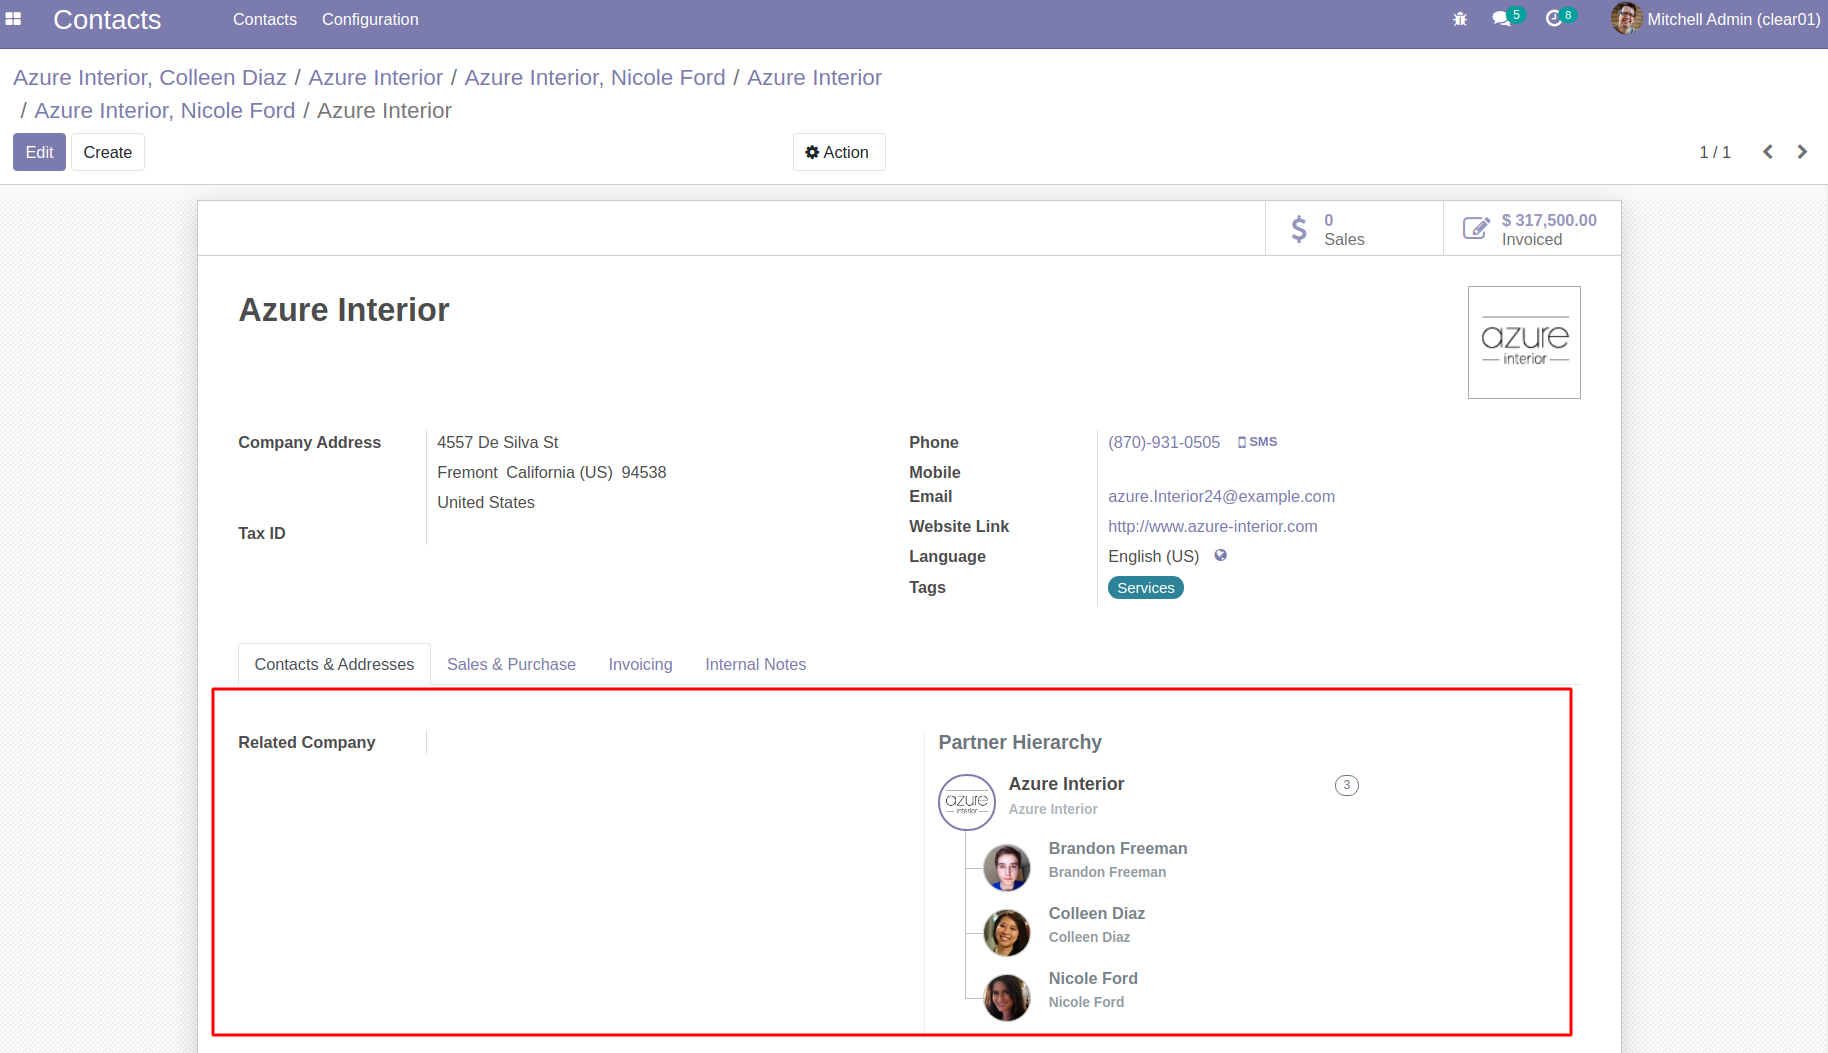 Contacts Contacts Configuration 5 8 Mitchell Admin (clear01)
Azure Interior, Colleen Diaz / Azure Interior / Azure Interior, Nicole Ford / Azure Interior
/ Azure Interior, Nicole Ford / Azure Interior
Edit Create Action 1 / 1
0
Sales
$ 317,500.00
Invoiced
Azure Interior
azure
interior
Company Address
4557 De Silva St
Fremont California (US) 94538
United States
Tax ID
Phone (870)-931-0505 SMS
Mobile
Email azure.Interior24@example.com
Website Link http://www.azure-interior.com
Language English (US)
Tags Services
Contacts & Addresses Sales & Purchase Invoicing Internal Notes
Related Company
Partner Hierarchy
azure
interior
Azure Interior 3
Azure Interior
Brandon Freeman
Brandon Freeman
Colleen Diaz
Colleen Diaz
Nicole Ford
Nicole Ford